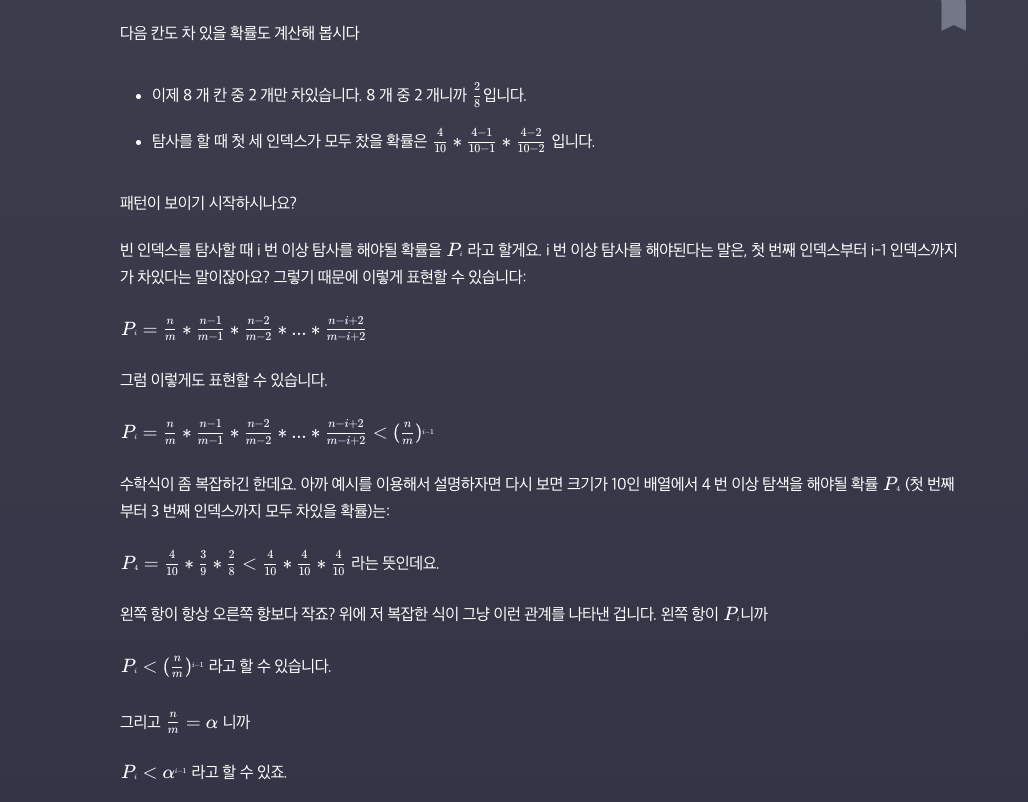 다음 칸도 차 있을 확률도 계산해 봅시다
• 이제 8 개 칸 중 2 개만 차있습니다. 8 개 중 2 개니까 $\frac{2}{8}$입니다.
• 탐사를 할 때 첫 세 인덱스가 모두 찼을 확률은 $\frac{4}{10} * \frac{4-1}{10-1} * \frac{4-2}{10-2}$ 입니다.
패턴이 보이기 시작하시나요?
빈 인덱스를 탐사할 때 i 번 이상 탐사를 해야될 확률을 $P_i$ 라고 할게요. i 번 이상 탐사를 해야된다는 말은, 첫 번째 인덱스부터 i-1 인덱스까지
가 차있다는 말이잖아요? 그렇기 때문에 이렇게 표현할 수 있습니다:
$P_i = \frac{n}{m} * \frac{n-1}{m-1} * \frac{n-2}{m-2} * ... * \frac{n-i+2}{m-i+2}$
그럼 이렇게도 표현할 수 있습니다.
$P_i = \frac{n}{m} * \frac{n-1}{m-1} * \frac{n-2}{m-2} * ... * \frac{n-i+2}{m-i+2} < (\frac{n}{m})^{i-1}$
수학식이 좀 복잡하긴 한데요. 아까 예시를 이용해서 설명하자면 다시 보면 크기가 10인 배열에서 4 번 이상 탐색을 해야될 확률 $P_4$ (첫 번째
부터 3 번째 인덱스까지 모두 차있을 확률)는:
$P_4 = \frac{4}{10} * \frac{3}{9} * \frac{2}{8} < \frac{4}{10} * \frac{4}{10} * \frac{4}{10}$ 라는 뜻인데요.
왼쪽 항이 항상 오른쪽 항보다 작죠? 위에 저 복잡한 식이 그냥 이런 관계를 나타낸 겁니다. 왼쪽 항이 $P_i$니까
$P_i < (\frac{n}{m})^{i-1}$ 라고 할 수 있습니다.
그리고 $\frac{n}{m} = \alpha$ 니까
$P_i < \alpha^{i-1}$ 라고 할 수 있죠.